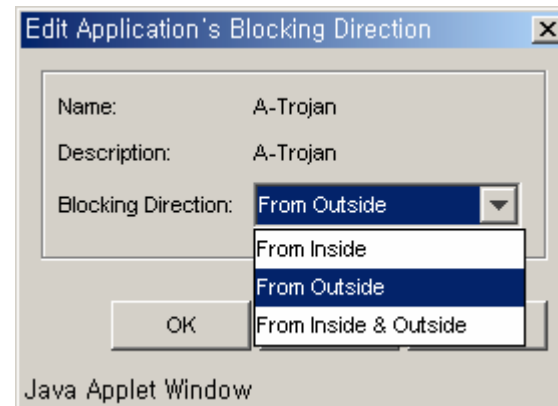 Edit Application's Blocking Direction
Name: A-Trojan
Description: A-Trojan
Blocking Direction: From Outside
From Inside
From Outside
From Inside & Outside
OK
Java Applet Window